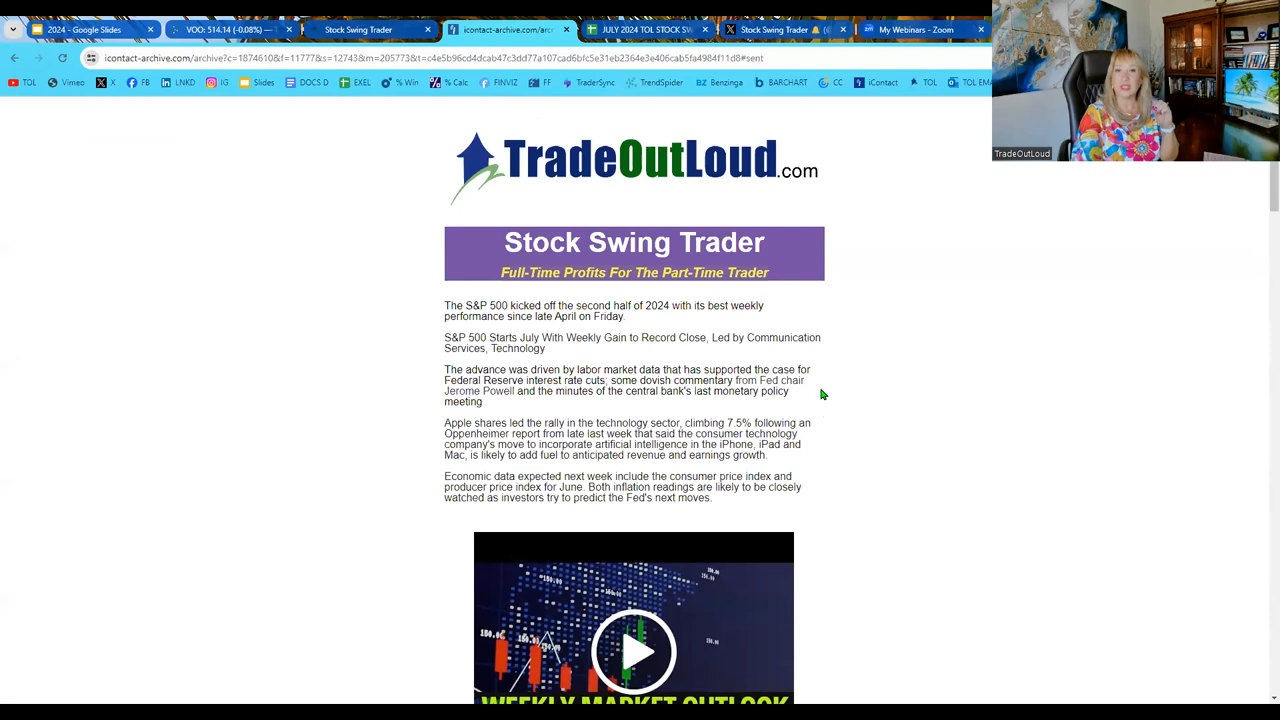 2024 - Google Slides
VOO: 514.14 (-0.08%) —
Stock Swing Trader
icontact-archive.com/arc
JULY 2024 TOL STOCK SW
Stock Swing Trader
My Webinars - Zoom
icontact-archive.com/archive?c=1874610&f=11777&s=12743&m=205773&t=c4e5b96cd4dcab47c3dd77a107cad6bfc5e31eb2364e3e406cab5fa4984f11d8#sent
TOL
Vimeo
X
FB
LNKD
IG
Slides
DOCS D
EXEL
% Win
% Calc
FINVIZ
FF
TraderSync
TrendSpider
Benzinga
BARCHART
CC
iContact
TOL
TOL EMA
TradeOutLoud
TradeOutLoud.com
Stock Swing Trader
Full-Time Profits For The Part-Time Trader
The S&P 500 kicked off the second half of 2024 with its best weekly
performance since late April on Friday.
S&P 500 Starts July With Weekly Gain to Record Close, Led by Communication
Services, Technology
The advance was driven by labor market data that has supported the case for
Federal Reserve interest rate cuts; some dovish commentary from Fed chair
Jerome Powell and the minutes of the central bank's last monetary policy
meeting
Apple shares led the rally in the technology sector, climbing 7.5% following an
Oppenheimer report from late last week that said the consumer technology
company's move to incorporate artificial intelligence in the iPhone, iPad and
Mac, is likely to add fuel to anticipated revenue and earnings growth.
Economic data expected next week include the consumer price index and
producer price index for June. Both inflation readings are likely to be closely
watched as investors try to predict the Fed's next moves.
150.00
150.00
150.00
WEEKLY MARKET OUTLOOK